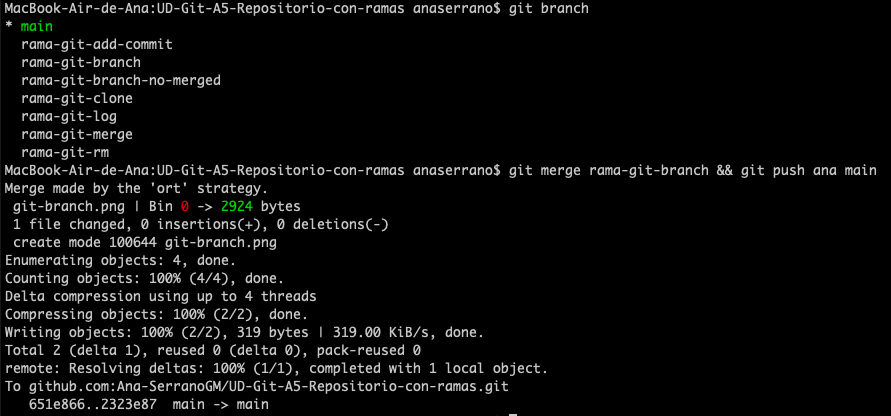 MacBook-Air-de-Ana:UD-Git-A5-Repositorio-con-ramas anaserrano$ git branch
* main
  rama-git-add-commit
  rama-git-branch
  rama-git-branch-no-merged
  rama-git-clone
  rama-git-log
  rama-git-merge
  rama-git-rm
MacBook-Air-de-Ana:UD-Git-A5-Repositorio-con-ramas anaserrano$ git merge rama-git-branch && git push ana main
Merge made by the 'ort' strategy.
 git-branch.png | Bin 0 -> 2924 bytes
 1 file changed, 0 insertions(+), 0 deletions(-)
 create mode 100644 git-branch.png
Enumerating objects: 4, done.
Counting objects: 100% (4/4), done.
Delta compression using up to 4 threads
Compressing objects: 100% (2/2), done.
Writing objects: 100% (2/2), 319 bytes | 319.00 KiB/s, done.
Total 2 (delta 1), reused 0 (delta 0), pack-reused 0
remote: Resolving deltas: 100% (1/1), completed with 1 local object.
To github.com:Ana-SerranoGM/UD-Git-A5-Repositorio-con-ramas.git
   651e866..2323e87  main -> main